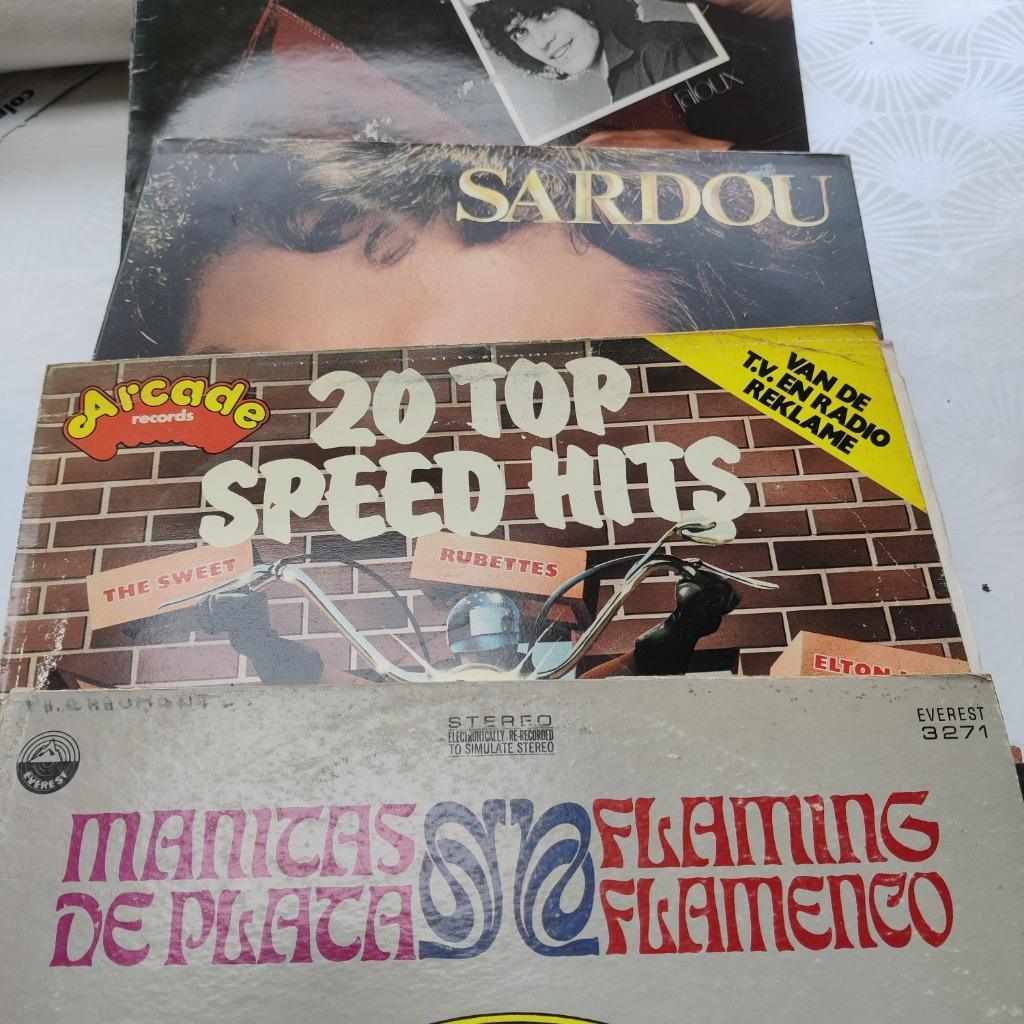 SARDOU
Arcade
records
20 TOP
SPEED HITS
VAN DE
T.V. EN RADIO
REKLAME
THE SWEET
RUBETTES
ELTON
STEREO
ELECTRONICALLY RE-RECORDED
TO SIMULATE STEREO
EVEREST
3271
EVEREST
MANITAS
DE PLATA
FLAMING
FLAMENCO